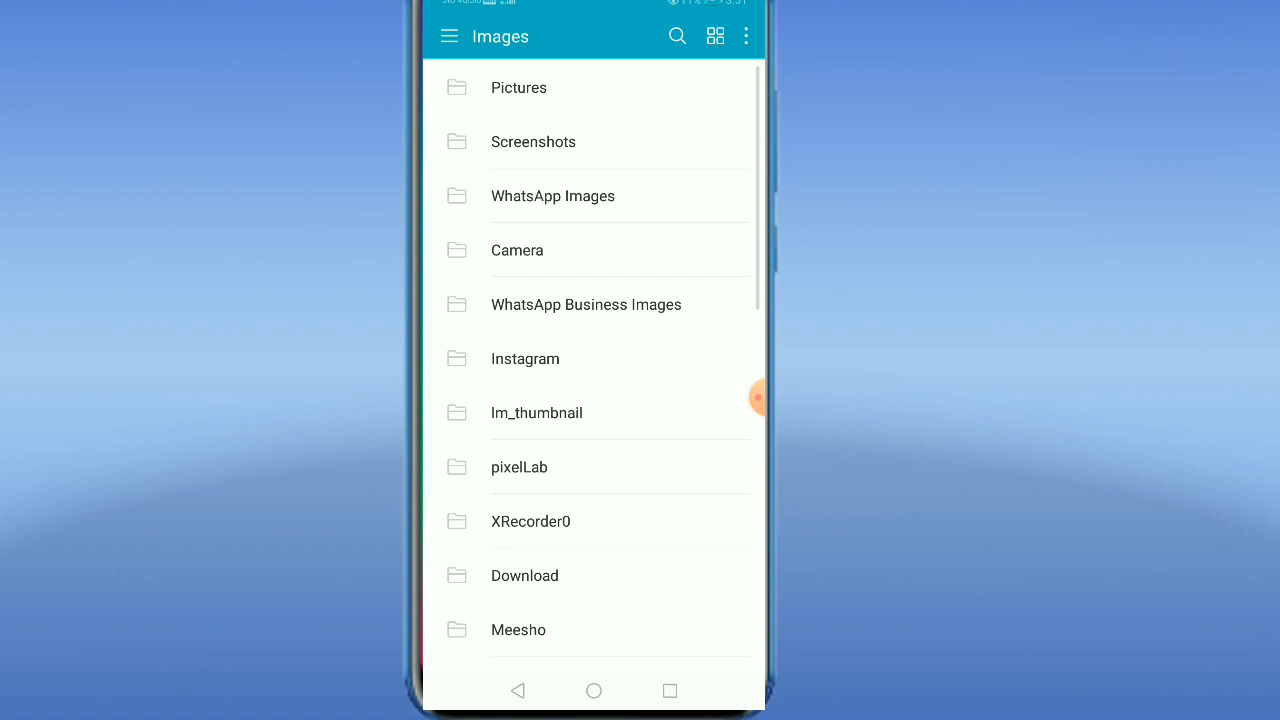 Images
Pictures
Screenshots
WhatsApp Images
Camera
WhatsApp Business Images
Instagram
Im_thumbnail
pixelLab
XRecorder0
Download
Meesho